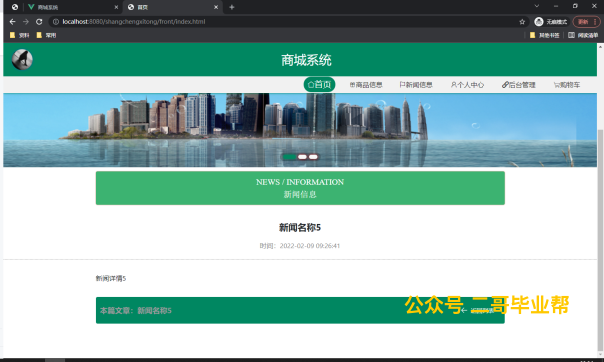 商城系统
首页
localhost:8080/shangchengxitong/front/index.html
无痕模式
更新
资料
常用
其他书签
阅读清单
商城系统
首页
商品信息
新闻信息
个人中心
后台管理
购物车
NEWS / INFORMATION
新闻信息
新闻名称5
时间：2022-02-09 09:26:41
新闻详情5
本篇文章：新闻名称5
公众号 二哥毕业帮